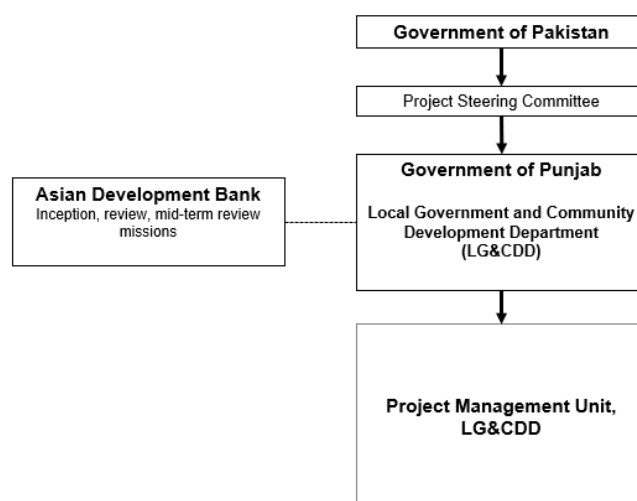 Government of Pakistan
Project Steering Committee
Government of Punjab
Local Government and Community
Development Department
(LG&CDD)
Asian Development Bank
Inception, review, mid-term review
missions
Project Management Unit,
LG&CDD